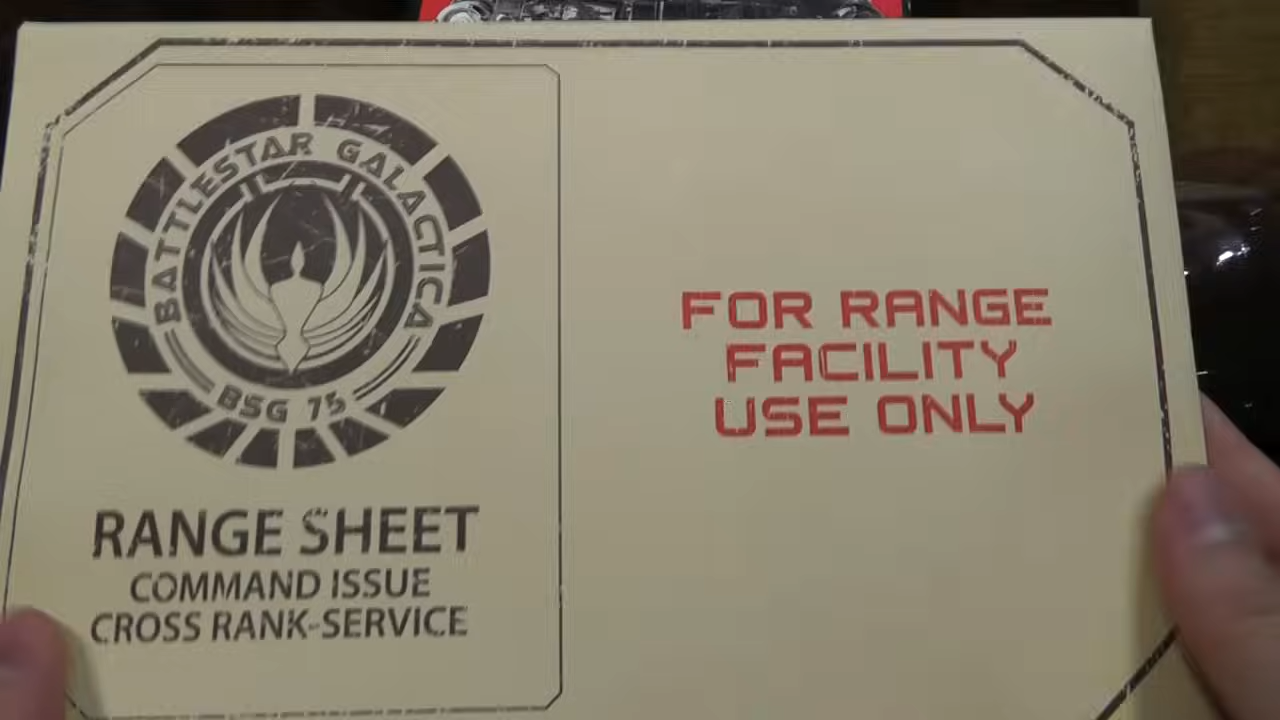 BATTLESTAR GALACTICA
BSG 75
RANGE SHEET
COMMAND ISSUE
CROSS RANK-SERVICE
FOR RANGE
FACILITY
USE ONLY